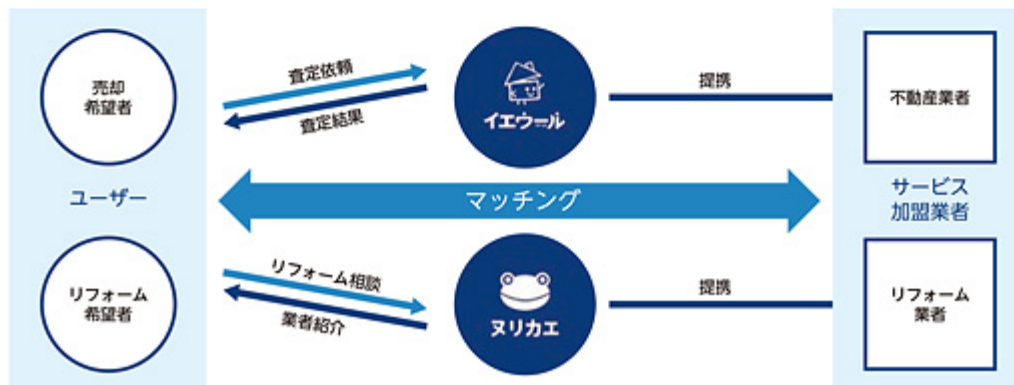 売却
希望者
査定依頼
査定結果
イエウール
提携
不動産業者
ユーザー
マッチング
サービス
加盟業者
リフォーム
希望者
リフォーム相談
業者紹介
ヌリカエ
提携
リフォーム
業者